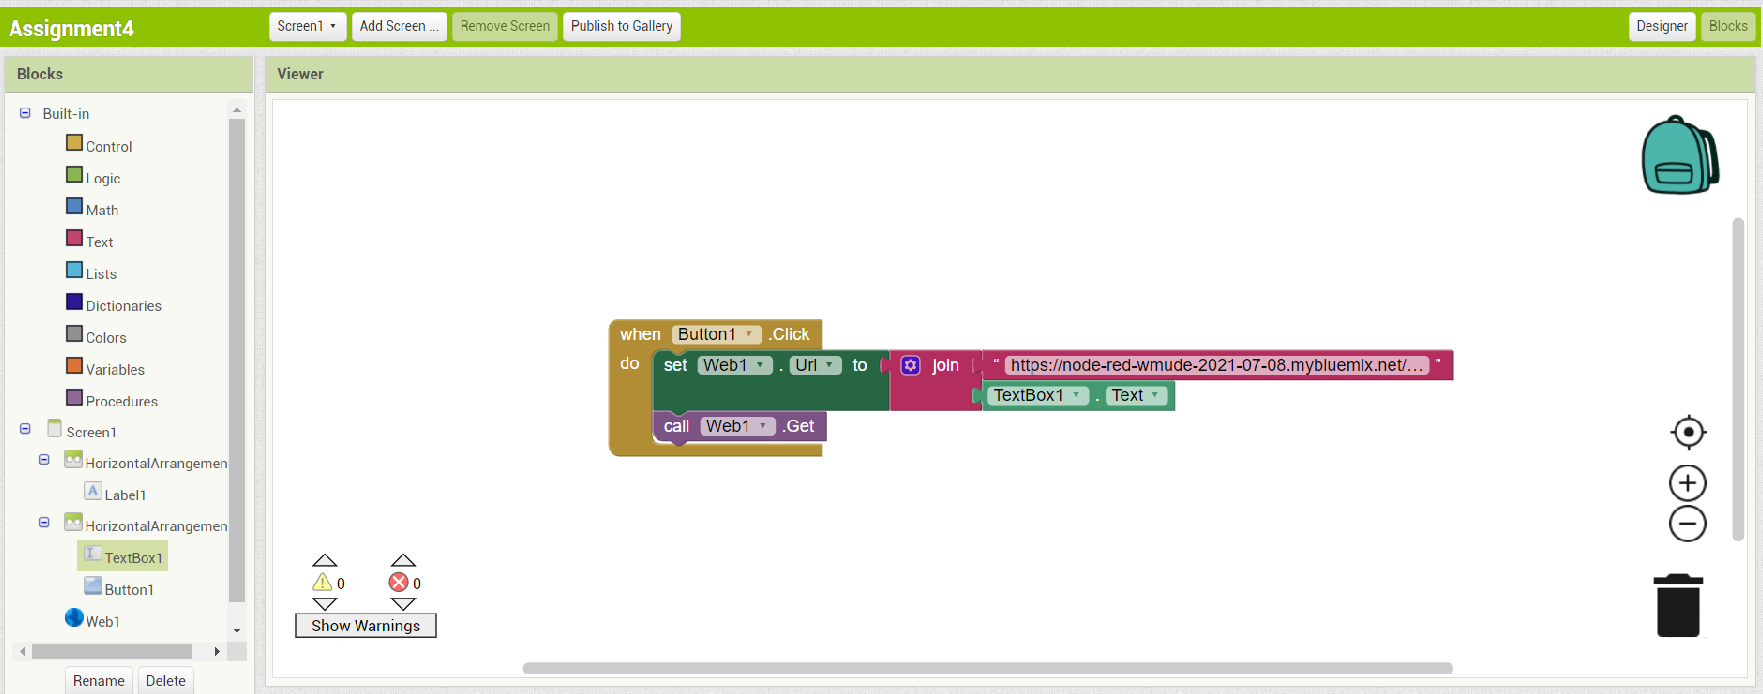 Assignment4
Screen1 Add Screen ... Remove Screen Publish to Gallery Designer Blocks
Blocks
Viewer
Built-in
Control
Logic
Math
Text
Lists
Dictionaries
Colors
Variables
Procedures
Screen1
HorizontalArrangemen
Label1
HorizontalArrangemen
TextBox1
Button1
Web1
Rename Delete
when Button1 .Click
do set Web1 . Url to join " https://node-red-wmude-2021-07-08.mybluemix.net/... "
TextBox1 . Text
call Web1 .Get
0 0
Show Warnings